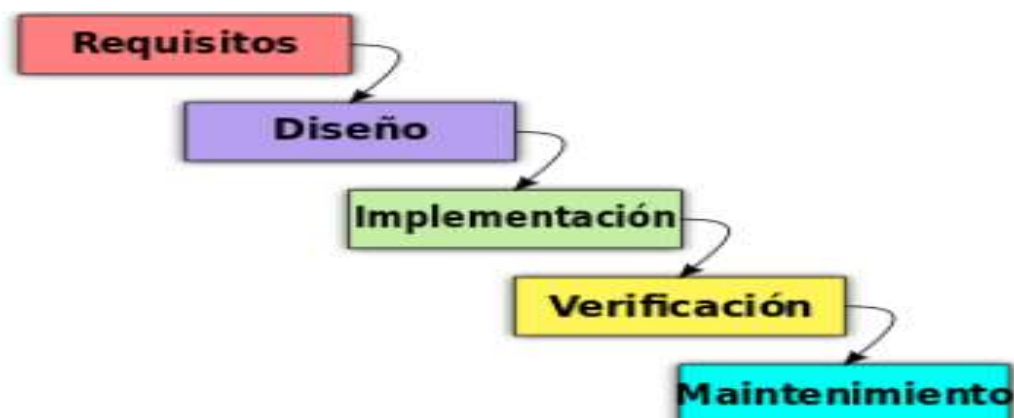 Requisitos
Diseño
Implementación
Verificación
Maintenimiento